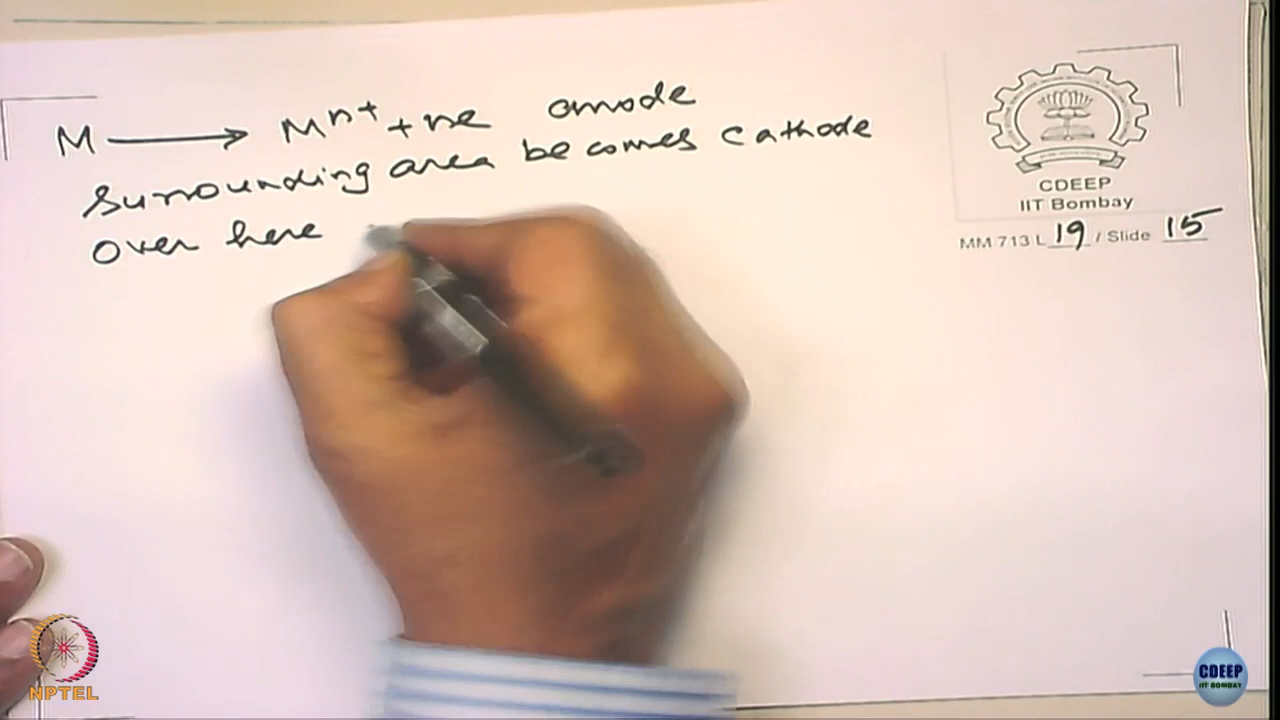 M ⟶ Mⁿ⁺ + ne anode
Surrounding area becomes cathode
over here
CDEEP
IIT Bombay
MM 713 L 19 / Slide 15
NPTEL
CDEEP
IIT BOMBAY